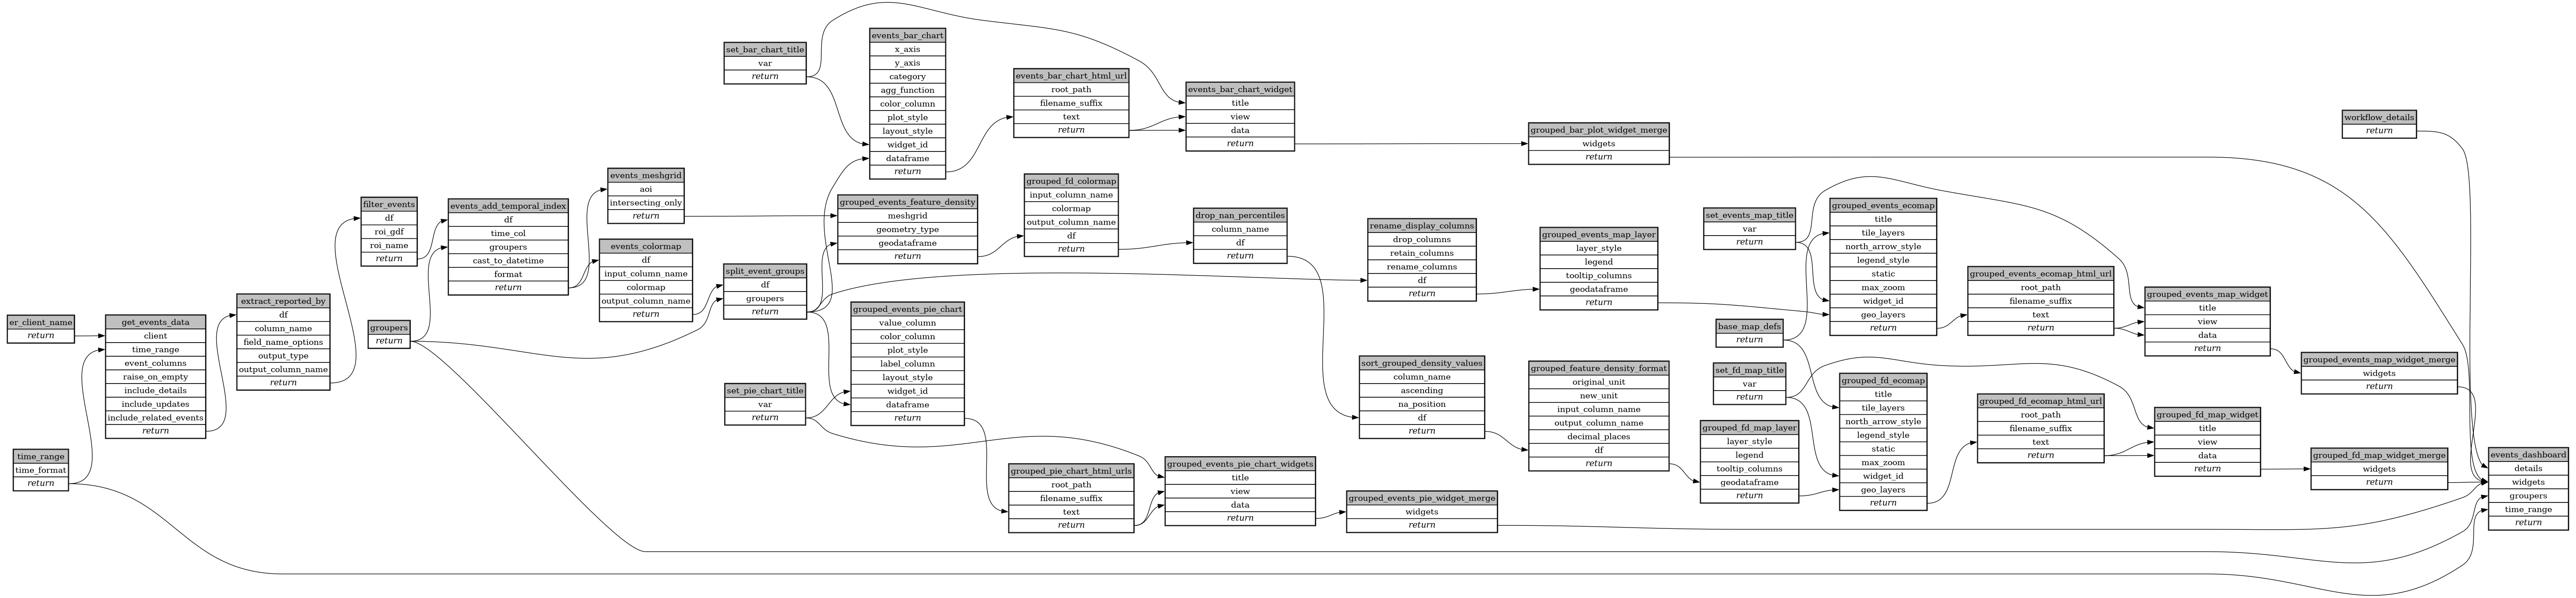 er_client_name
return
time_range
time_format
return
get_events_data
client
time_range
event_columns
raise_on_empty
include_details
include_updates
include_related_events
return
extract_reported_by
df
column_name
field_name_options
output_type
output_column_name
return
filter_events
df
roi_gdf
roi_name
return
groupers
return
events_add_temporal_index
df
time_col
groupers
cast_to_datetime
format
return
events_meshgrid
aoi
intersecting_only
return
events_colormap
df
input_column_name
colormap
output_column_name
return
set_bar_chart_title
var
return
split_event_groups
df
groupers
return
set_pie_chart_title
var
return
events_bar_chart
x_axis
y_axis
category
agg_function
color_column
plot_style
layout_style
widget_id
dataframe
return
grouped_events_feature_density
meshgrid
geometry_type
geodataframe
return
grouped_events_pie_chart
value_column
color_column
plot_style
label_column
layout_style
widget_id
dataframe
return
events_bar_chart_html_url
root_path
filename_suffix
text
return
grouped_fd_colormap
input_column_name
colormap
output_column_name
df
return
grouped_pie_chart_html_urls
root_path
filename_suffix
text
return
events_bar_chart_widget
title
view
data
return
drop_nan_percentiles
column_name
df
return
grouped_events_pie_chart_widgets
title
view
data
return
rename_display_columns
drop_columns
retain_columns
rename_columns
df
return
sort_grouped_density_values
column_name
ascending
na_position
df
return
grouped_events_pie_widget_merge
widgets
return
grouped_bar_plot_widget_merge
widgets
return
grouped_events_map_layer
layer_style
legend
tooltip_columns
geodataframe
return
grouped_feature_density_format
original_unit
new_unit
input_column_name
output_column_name
decimal_places
df
return
set_events_map_title
var
return
base_map_defs
return
set_fd_map_title
var
return
grouped_fd_map_layer
layer_style
legend
tooltip_columns
geodataframe
return
grouped_events_ecomap
title
tile_layers
north_arrow_style
legend_style
static
max_zoom
widget_id
geo_layers
return
grouped_fd_ecomap
title
tile_layers
north_arrow_style
legend_style
static
max_zoom
widget_id
geo_layers
return
grouped_events_ecomap_html_url
root_path
filename_suffix
text
return
grouped_fd_ecomap_html_url
root_path
filename_suffix
text
return
grouped_events_map_widget
title
view
data
return
grouped_fd_map_widget
title
view
data
return
workflow_details
return
grouped_events_map_widget_merge
widgets
return
grouped_fd_map_widget_merge
widgets
return
events_dashboard
details
widgets
groupers
time_range
return